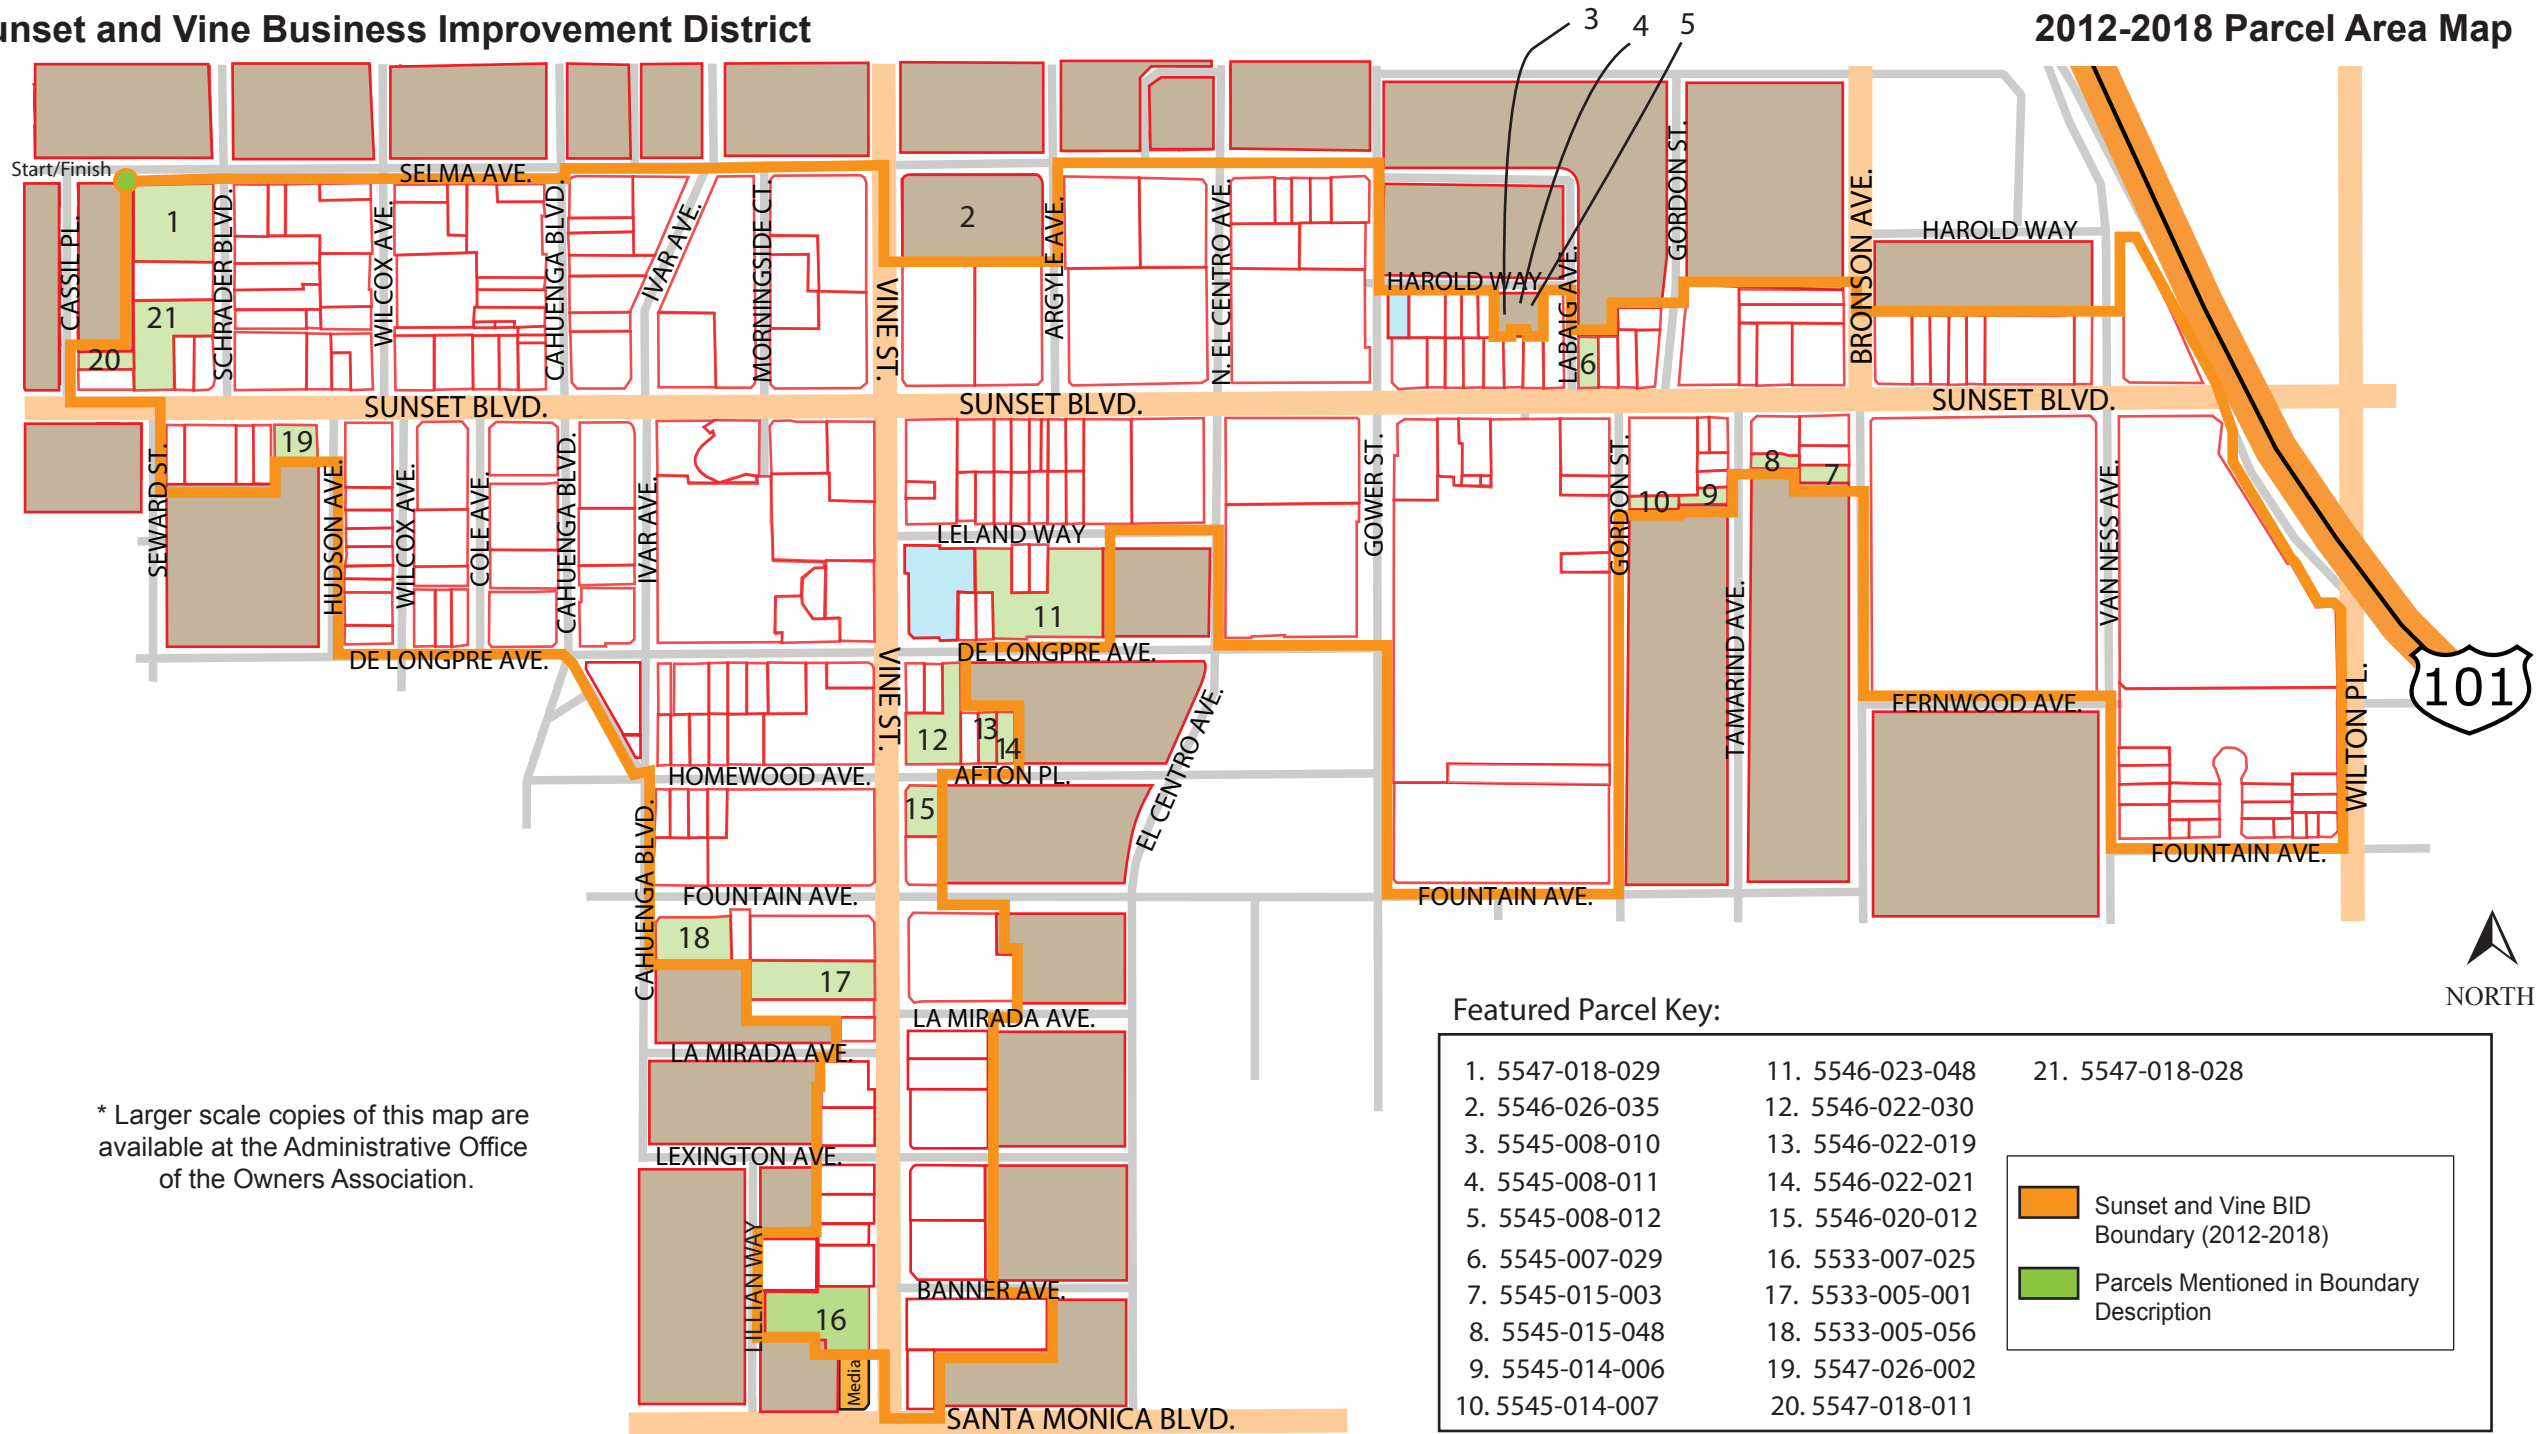 unset and Vine Business Improvement District
2012-2018 Parcel Area Map
3
4
5
Start/Finish
SELMA AVE.
1
2
21
20
CASSIL PL.
SCHRADER BLVD.
WILCOX AVE.
CAHUENGA BLVD.
IVAR AVE.
MORNINGSIDE CT.
VINE ST.
ARGYLE AVE.
N. EL CENTRO AVE.
HAROLD WAY
LABAIG AVE.
6
GORDON ST.
BRONSON AVE.
HAROLD WAY
SUNSET BLVD.
SUNSET BLVD.
SUNSET BLVD.
19
SEWARD ST.
HUDSON AVE.
WILCOX AVE.
COLE AVE.
CAHUENGA BLVD.
IVAR AVE.
LELAND WAY
11
GOWER ST.
GORDON ST.
10
9
8
7
TAMARIND AVE.
VAN NESS AVE.
DE LONGPRE AVE.
DE LONGPRE AVE.
VINE ST.
12
13
14
EL CENTRO AVE.
FERNWOOD AVE.
WILTON PL.
101
HOMEWOOD AVE.
AFTON PL.
15
CAHUENGA BLVD.
FOUNTAIN AVE.
FOUNTAIN AVE.
FOUNTAIN AVE.
18
17
LA MIRADA AVE.
LA MIRADA AVE.
LEXINGTON AVE.
LILLIAN WAY
16
BANNER AVE.
Media
SANTA MONICA BLVD.
NORTH
* Larger scale copies of this map are
available at the Administrative Office
of the Owners Association.
Featured Parcel Key:
1. 5547-018-029
2. 5546-026-035
3. 5545-008-010
4. 5545-008-011
5. 5545-008-012
6. 5545-007-029
7. 5545-015-003
8. 5545-015-048
9. 5545-014-006
10. 5545-014-007
11. 5546-023-048
12. 5546-022-030
13. 5546-022-019
14. 5546-022-021
15. 5546-020-012
16. 5533-007-025
17. 5533-005-001
18. 5533-005-056
19. 5547-026-002
20. 5547-018-011
21. 5547-018-028
Sunset and Vine BID
Boundary (2012-2018)
Parcels Mentioned in Boundary
Description